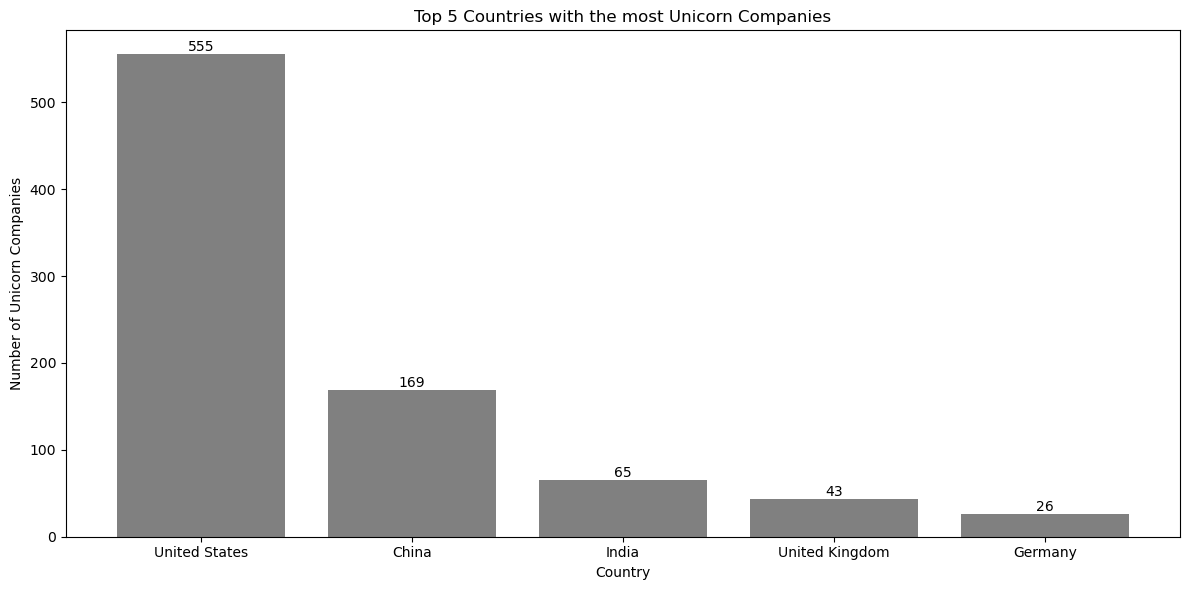 Top 5 Countries with the most Unicorn Companies
Number of Unicorn Companies
500
400
300
200
100
0
555
169
65
43
26
United States
China
India
United Kingdom
Germany
Country